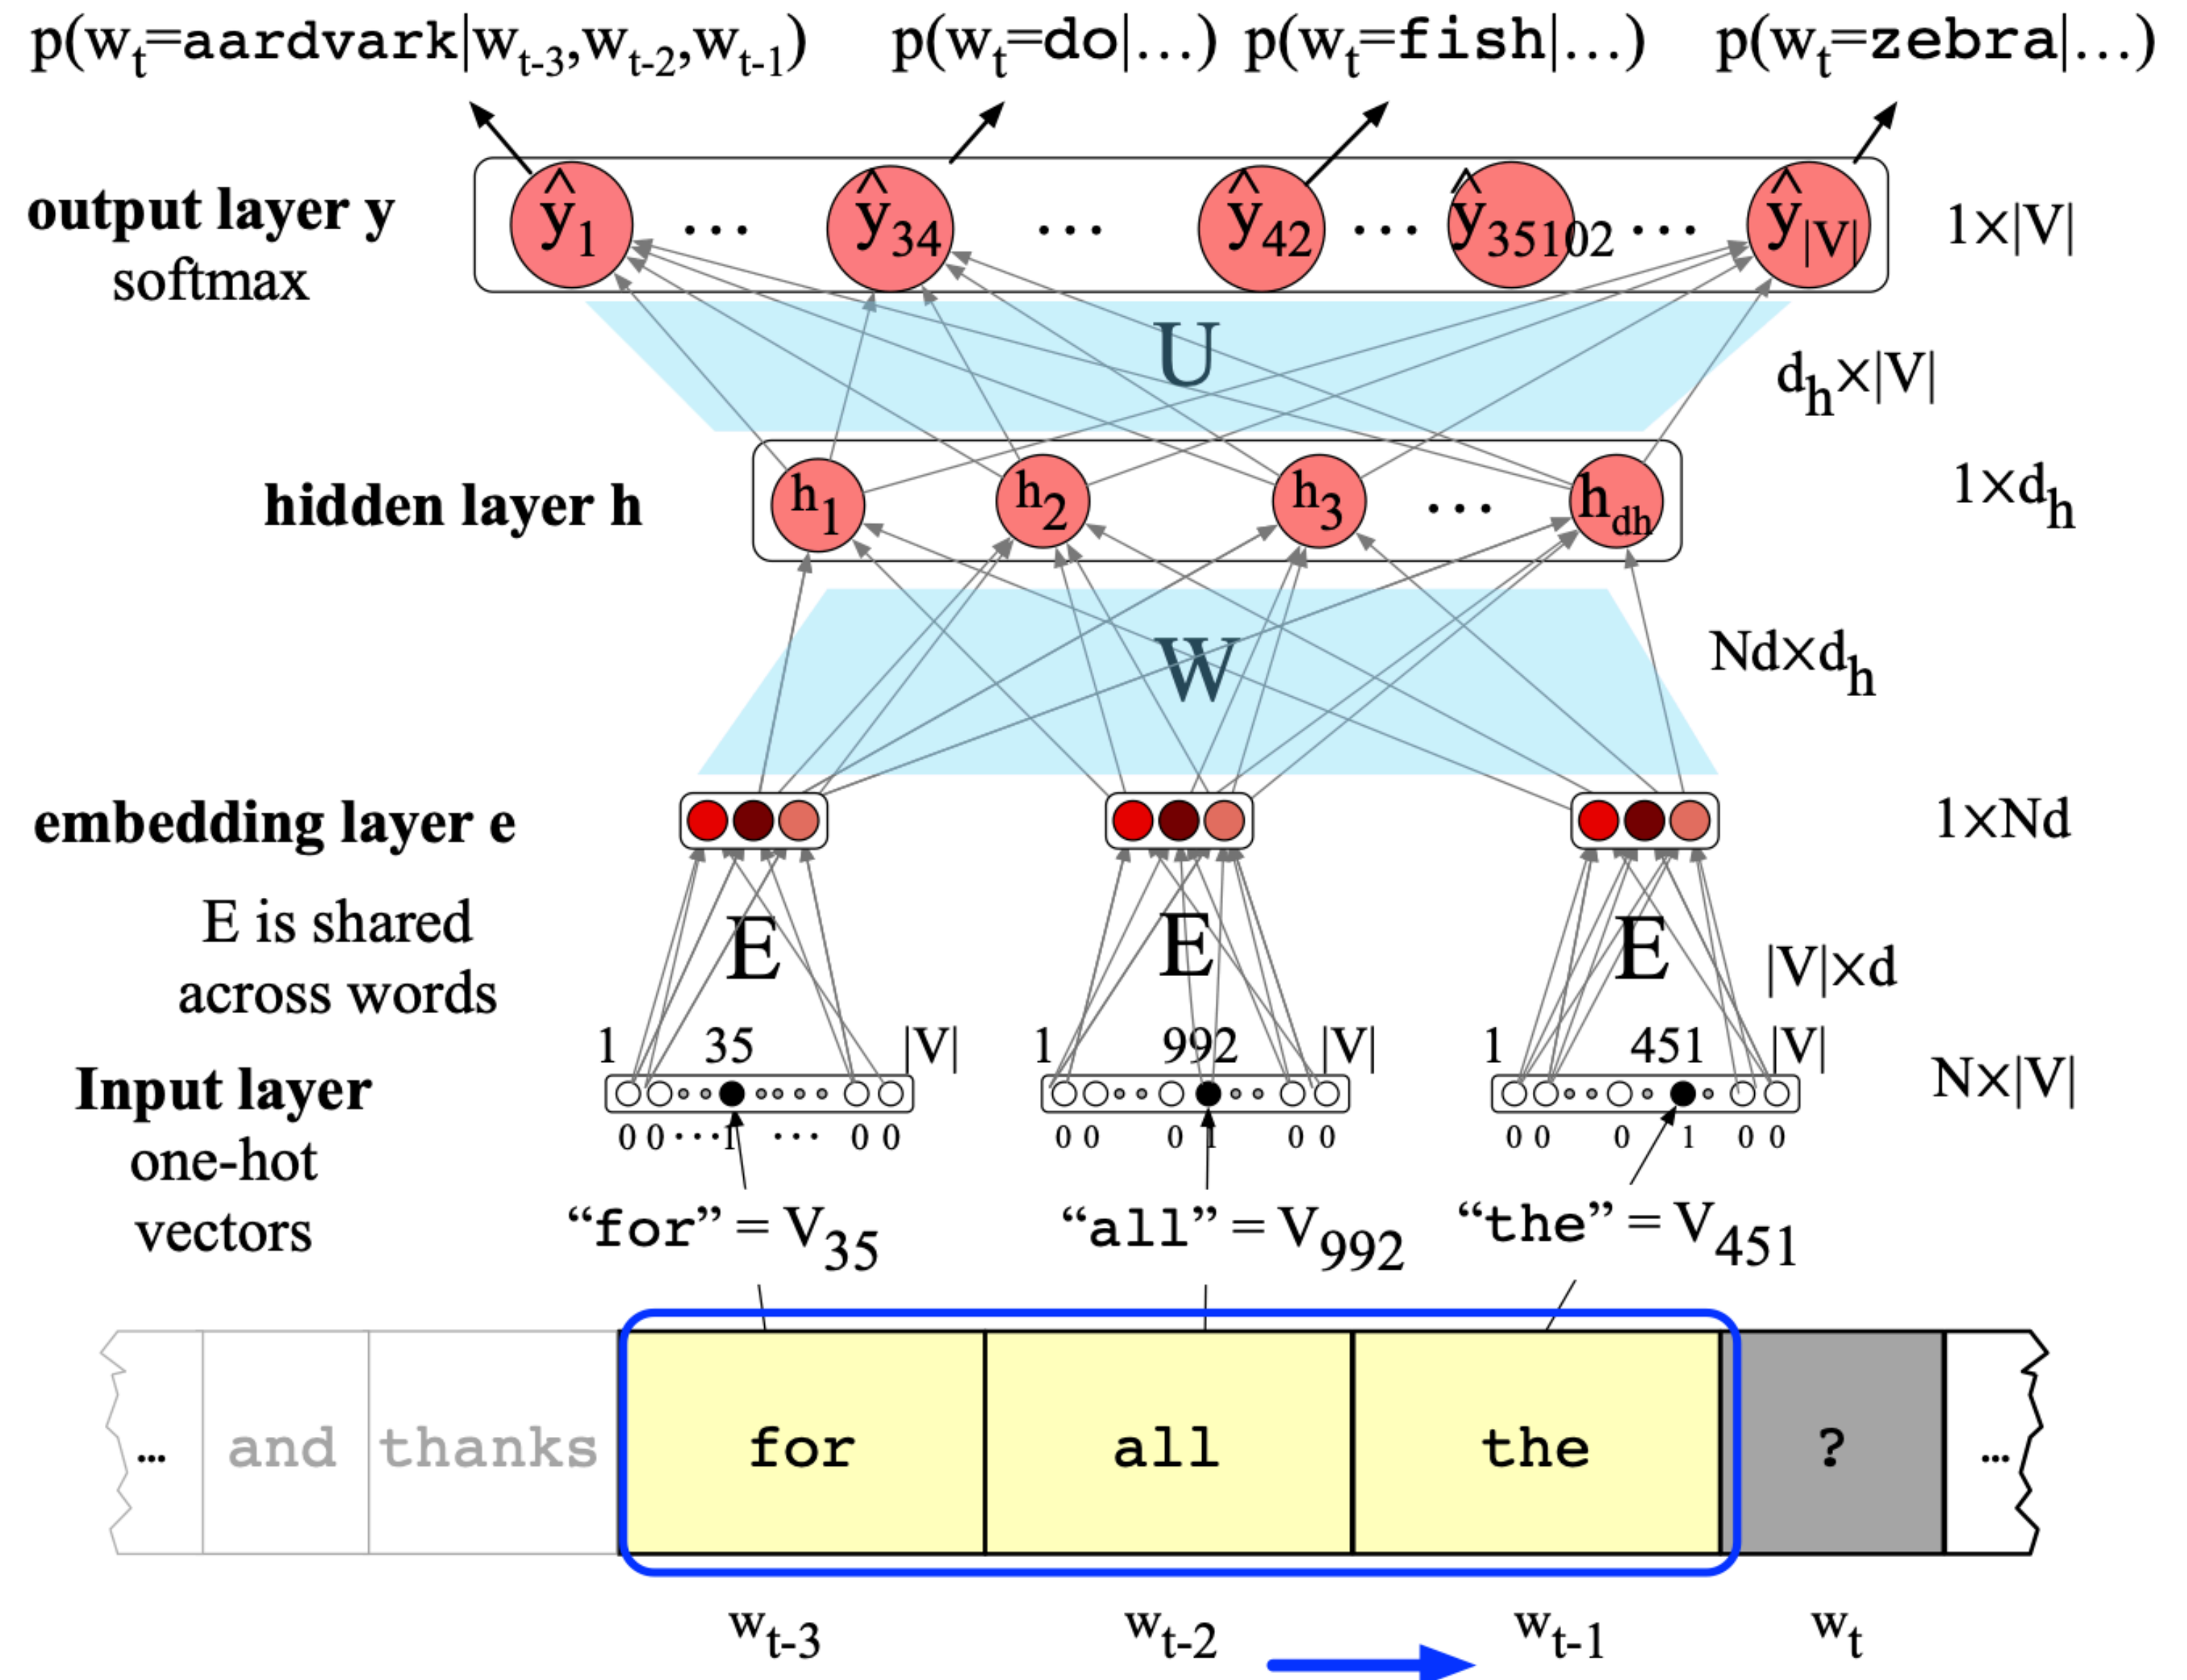 p(wt=aardvark|wt-3,wt-2,wt-1) p(wt=do|...) p(wt=fish|...) p(wt=zebra|...)
output layer y
softmax
ŷ1 ... ŷ34 ... ŷ42 ... ŷ35102 ... ŷ|V|
1×|V|
U
dh×|V|
hidden layer h
h1 h2 h3 ... hdh
1×dh
W
Nd×dh
embedding layer e
1×Nd
E is shared
across words
E E E
|V|×d
1 35 |V| 1 992 |V| 1 451 |V|
Input layer
one-hot
vectors
N×|V|
0 0 ... 1 ... 0 0 0 0 0 1 0 0 0 0 0 1 0 0
“for” = V35 “all” = V992 “the” = V451
... and thanks for all the ? ...
wt-3 wt-2 wt-1 wt